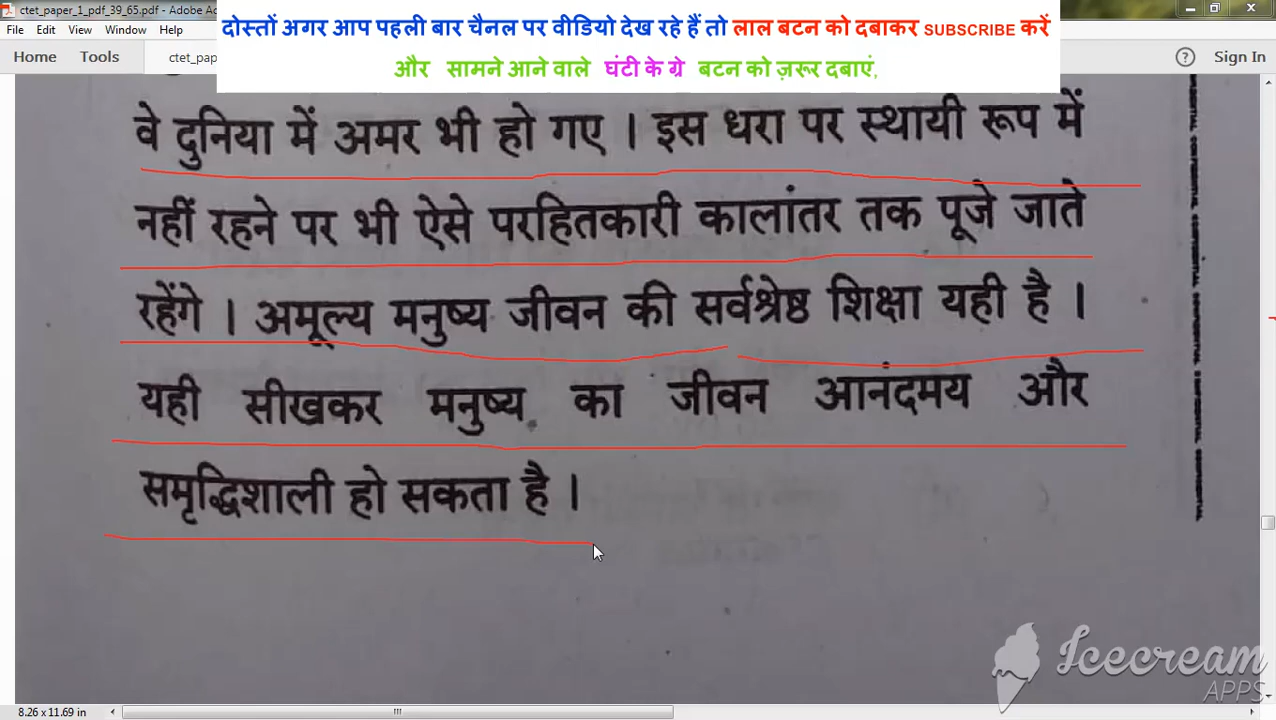 ctet_paper_1_pdf_39_65.pdf - Adobe Ac
File Edit View Window Help
Home Tools ctet_pap
Sign In
दोस्तों अगर आप पहली बार चैनल पर वीडियो देख रहे हैं तो लाल बटन को दबाकर SUBSCRIBE करें
और सामने आने वाले घंटी के ग्रे बटन को ज़रूर दबाएं,
वे दुनिया में अमर भी हो गए । इस धरा पर स्थायी रूप में
नहीं रहने पर भी ऐसे परहितकारी कालांतर तक पूजे जाते
रहेंगे । अमूल्य मनुष्य जीवन की सर्वश्रेष्ठ शिक्षा यही है ।
यही सीखकर मनुष्य का जीवन आनंदमय और
समृद्धिशाली हो सकता है ।
Icecream
APPS
8.26 x 11.69 in